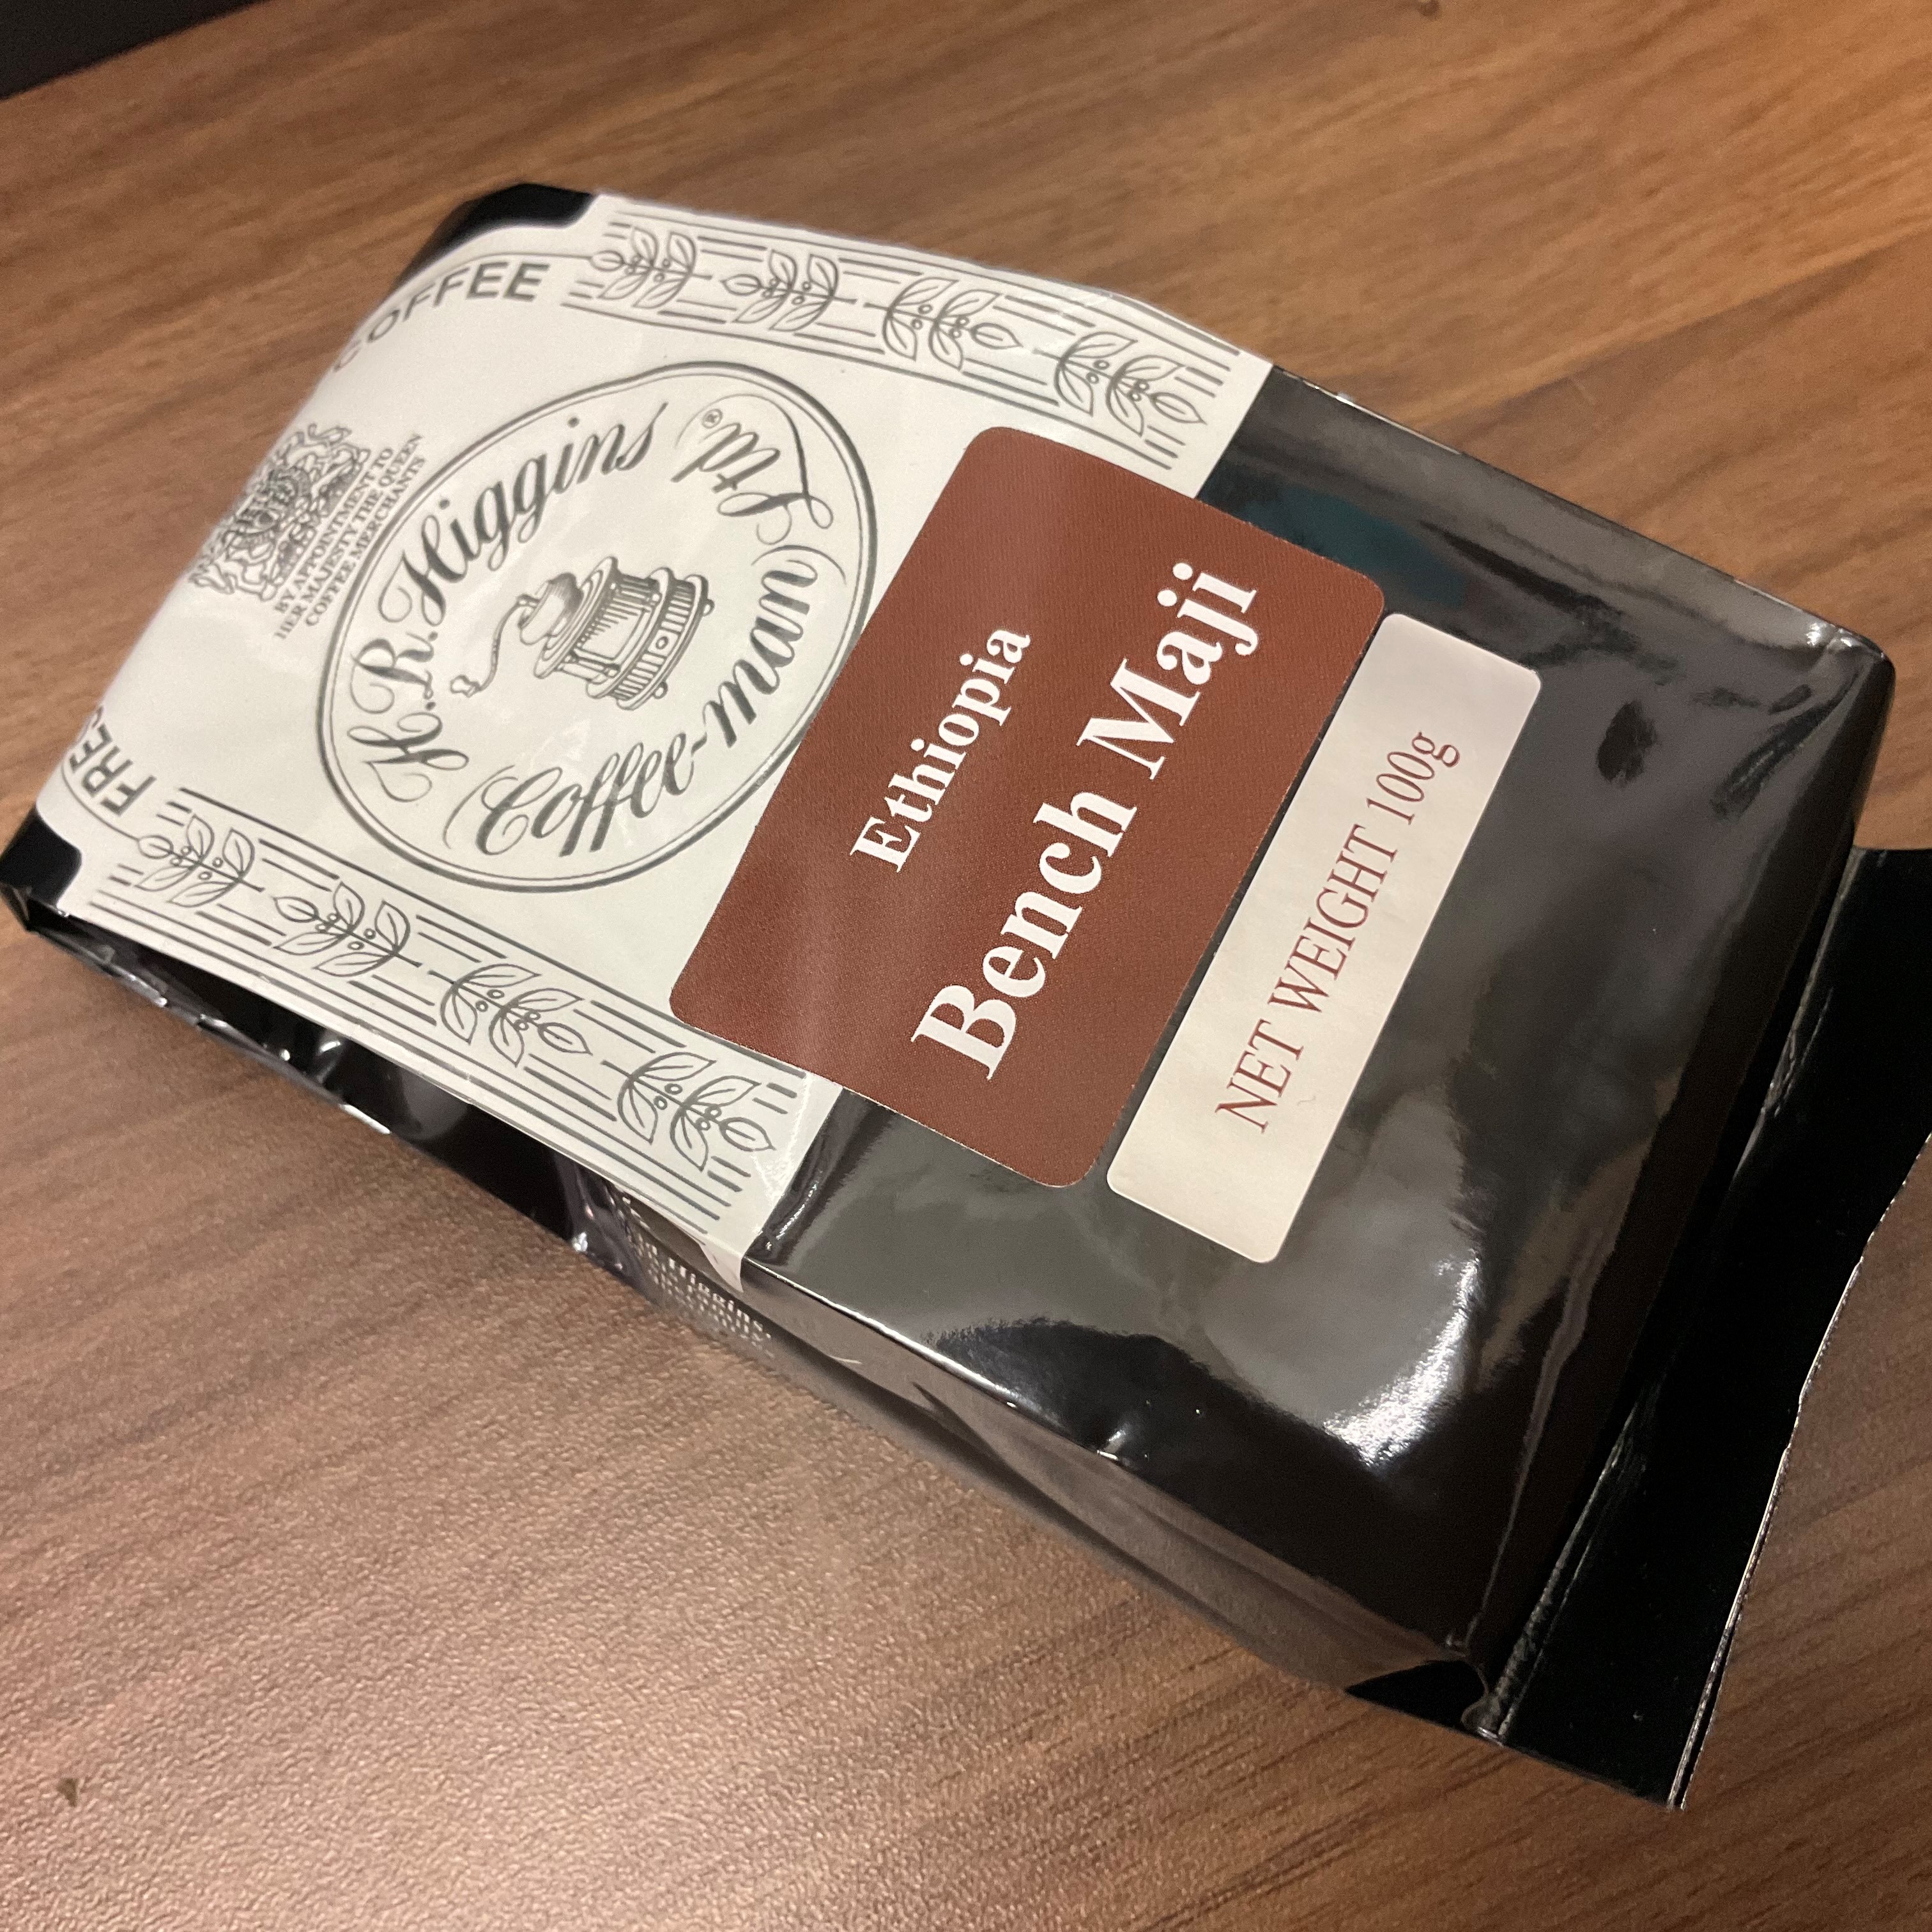 FRES COFFEE
BY APPOINTMENT TO
HER MAJESTY THE QUEEN
COFFEE MERCHANTS
H.R. Higgins
(Coffee-man) Ltd.®
Ethiopia
Bench Maji
NET WEIGHT 100g